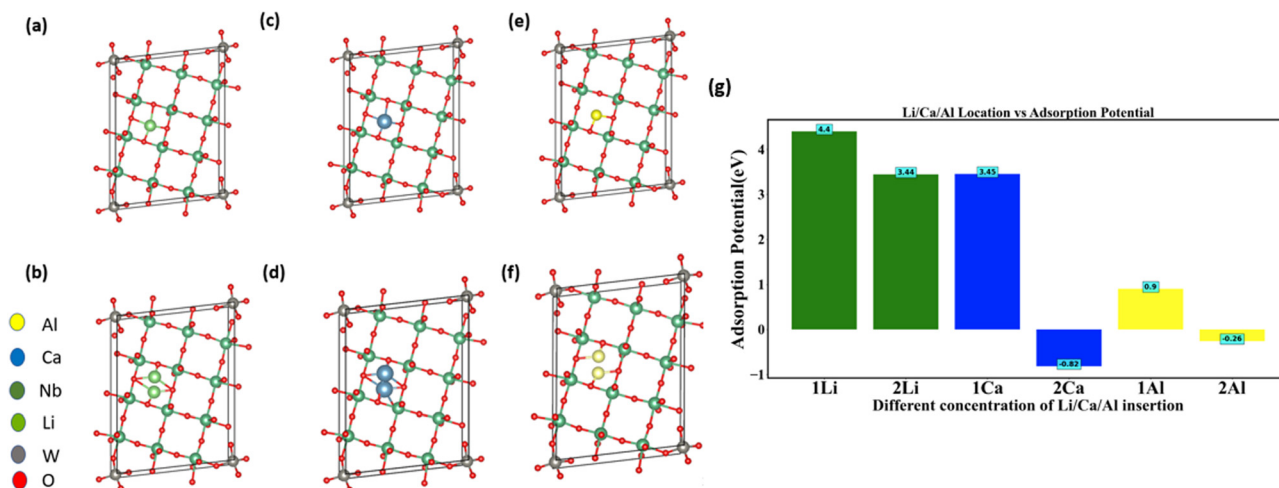 (a)
(c)
(e)
(b)
(d)
(f)
Al
Ca
Nb
Li
W
O
(g)
Li/Ca/Al Location vs Adsorption Potential
Adsorption Potential(eV)
4
3
2
1
0
−1
4.4
3.44
3.45
-0.82
0.9
-0.26
1Li
2Li
1Ca
2Ca
1Al
2Al
Different concentration of Li/Ca/Al insertion